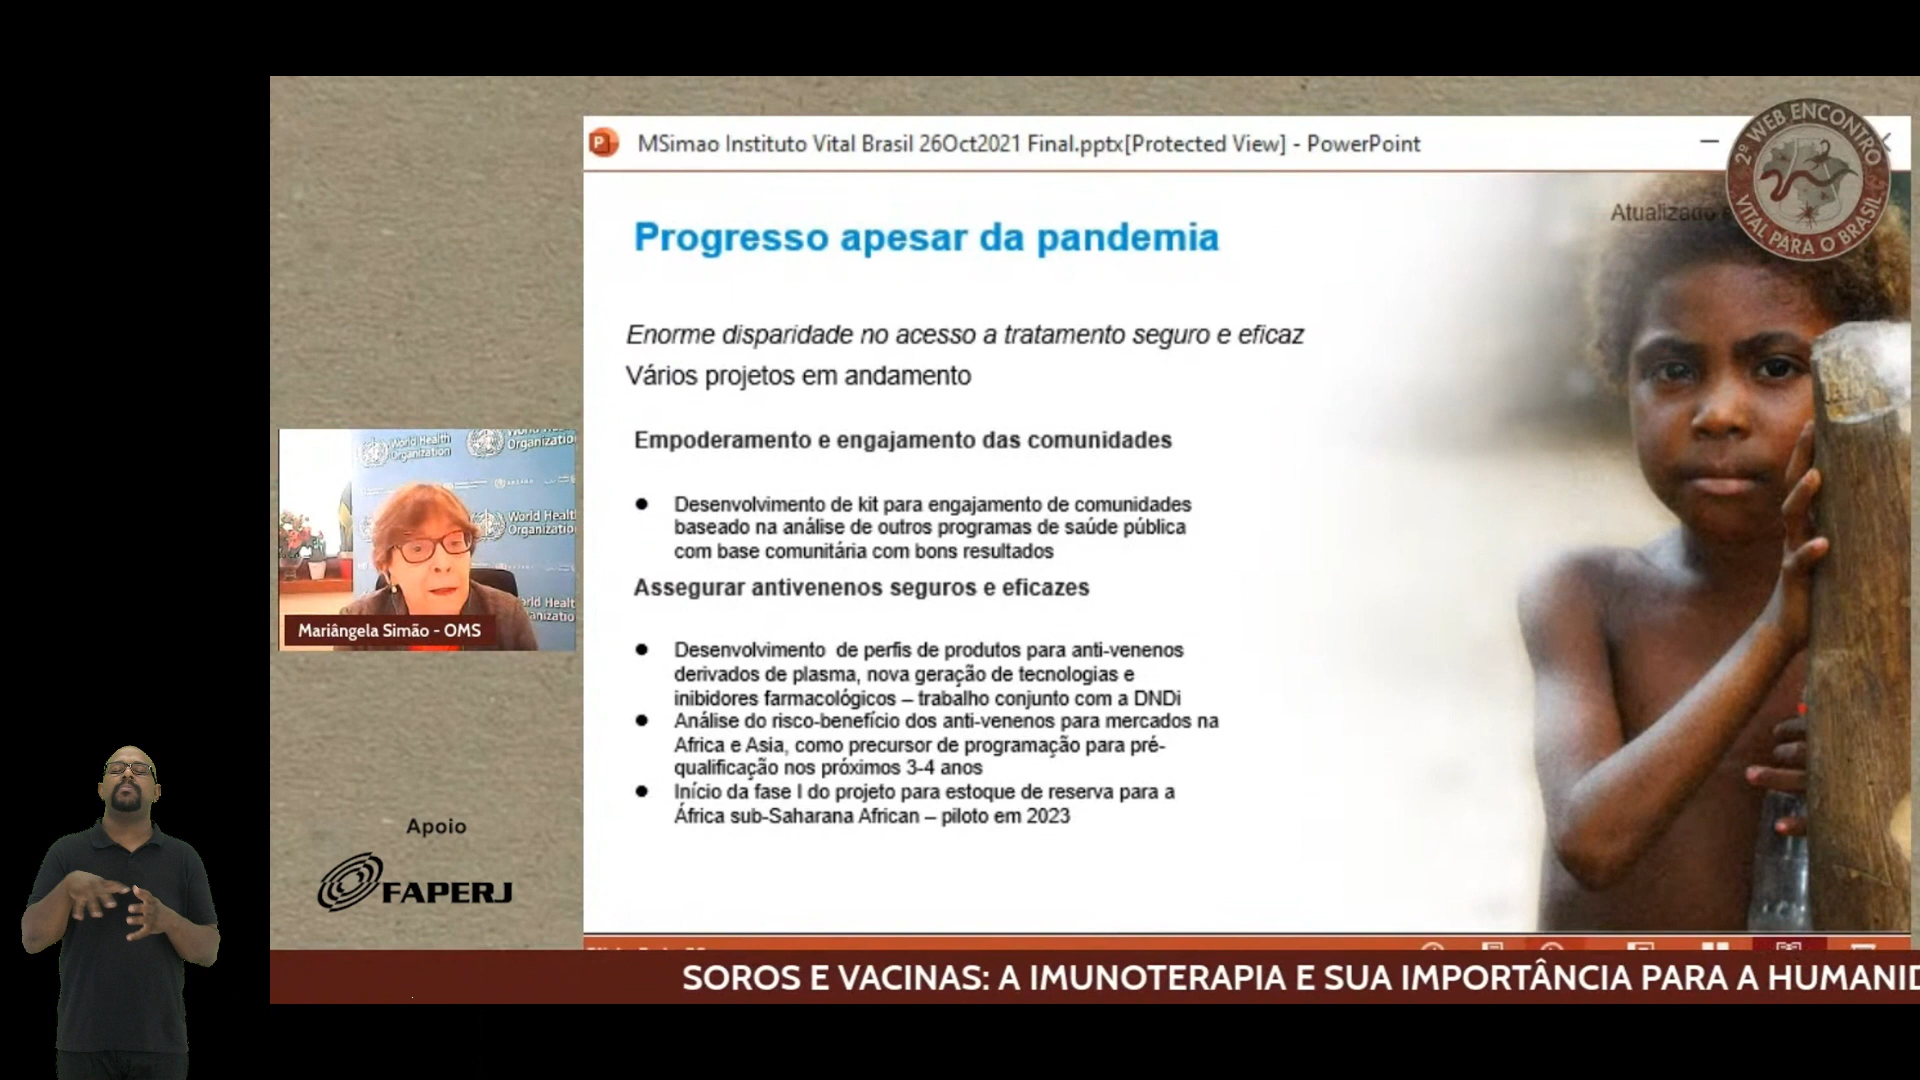 MSimao Instituto Vital Brasil 26Oct2021 Final.pptx[Protected View] - PowerPoint
2º WEB ENCONTRO
VITAL PARA O BRASIL
Atualizado
Progresso apesar da pandemia
Enorme disparidade no acesso a tratamento seguro e eficaz
Vários projetos em andamento
Empoderamento e engajamento das comunidades
● Desenvolvimento de kit para engajamento de comunidades
baseado na análise de outros programas de saúde pública
com base comunitária com bons resultados
Assegurar antivenenos seguros e eficazes
● Desenvolvimento de perfis de produtos para anti-venenos
derivados de plasma, nova geração de tecnologias e
inibidores farmacológicos – trabalho conjunto com a DNDi
● Análise do risco-benefício dos anti-venenos para mercados na
Africa e Asia, como precursor de programação para pré-
qualificação nos próximos 3-4 anos
● Início da fase I do projeto para estoque de reserva para a
África sub-Saharana African – piloto em 2023
World Health
Organization
World Healt
Organizatio
Mariângela Simão - OMS
Apoio
FAPERJ
SOROS E VACINAS: A IMUNOTERAPIA E SUA IMPORTÂNCIA PARA A HUMANID